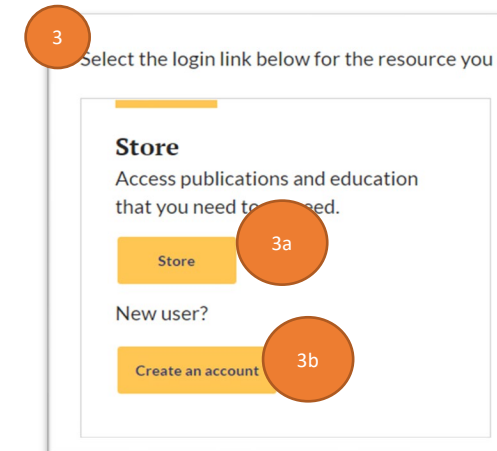 3
Select the login link below for the resource you
Store
Access publications and education
that you need to eed.
3a
Store
New user?
Create an account
3b